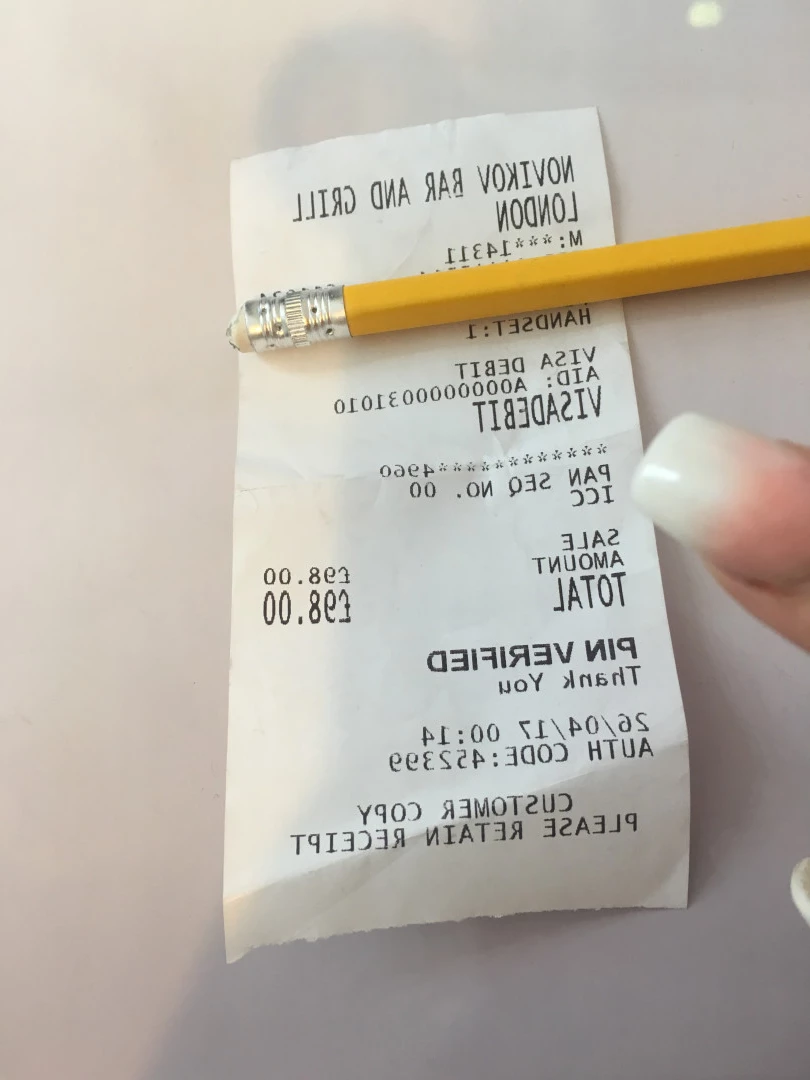 NOVIKOV BAR AND GRILL
LONDON
M:***14311
HANDSET:1
VISA DEBIT
AID: A0000000031010
VISADEBIT
************4960
PAN SEQ NO. 00
ICC
SALE
AMOUNT £98.00
TOTAL £98.00
PIN VERIFIED
Thank You
26/04/17 00:14
AUTH CODE:452399
CUSTOMER COPY
PLEASE RETAIN RECEIPT